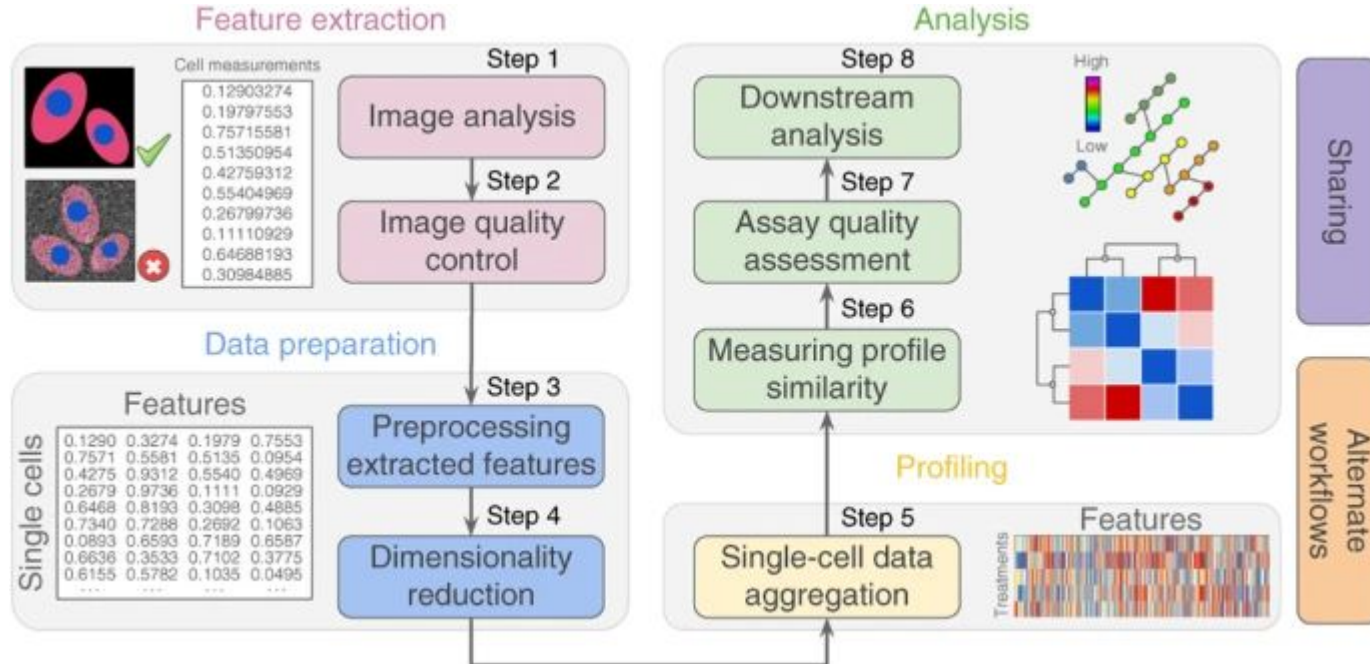 Feature extraction
Cell measurements
0.12903274
0.19797553
0.75715581
0.51350954
0.42759312
0.55404969
0.26799736
0.11110929
0.64688193
0.30984885
Step 1
Image analysis
Step 2
Image quality
control
Data preparation
Features
Single cells
0.1290 0.3274 0.1979 0.7553
0.7571 0.5581 0.5135 0.0954
0.4275 0.9312 0.5540 0.4969
0.2679 0.9736 0.1111 0.0929
0.6468 0.8193 0.3098 0.4885
0.7340 0.7288 0.2692 0.1063
0.0893 0.6593 0.7189 0.6587
0.6636 0.3533 0.7102 0.3775
0.6155 0.5782 0.1035 0.0495
... ... ... ...
Step 3
Preprocessing
extracted features
Step 4
Dimensionality
reduction
Analysis
Step 8
Downstream
analysis
Step 7
Assay quality
assessment
Step 6
Measuring profile
similarity
High
Low
Profiling
Step 5
Single-cell data
aggregation
Features
Treatments
Sharing
Alternate
workflows